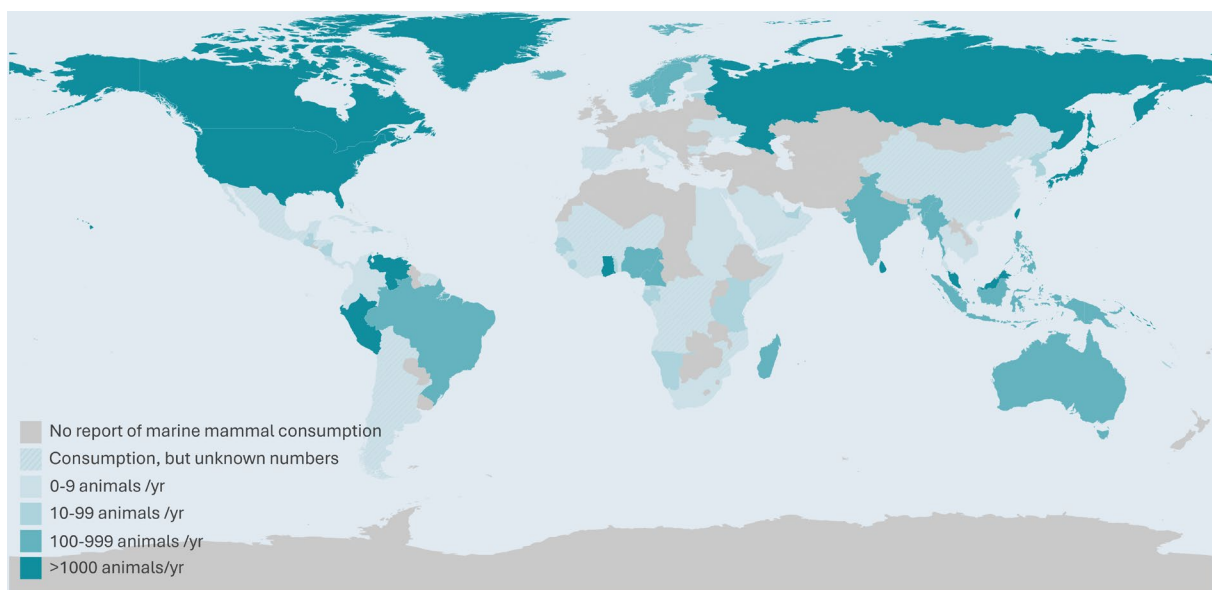 No report of marine mammal consumption
Consumption, but unknown numbers
0-9 animals /yr
10-99 animals /yr
100-999 animals /yr
>1000 animals/yr